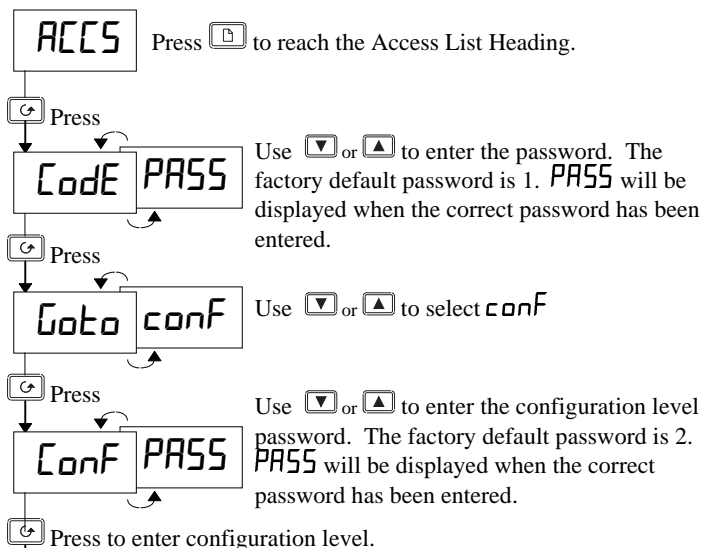 ACCS
Press to reach the Access List Heading.
Press
CodE PASS
Use or to enter the password. The
factory default password is 1. PASS will be
displayed when the correct password has been
entered.
Press
Goto conF
Use or to select conF
Press
ConF PASS
Use or to enter the configuration level
password. The factory default password is 2.
PASS will be displayed when the correct
password has been entered.
Press to enter configuration level.